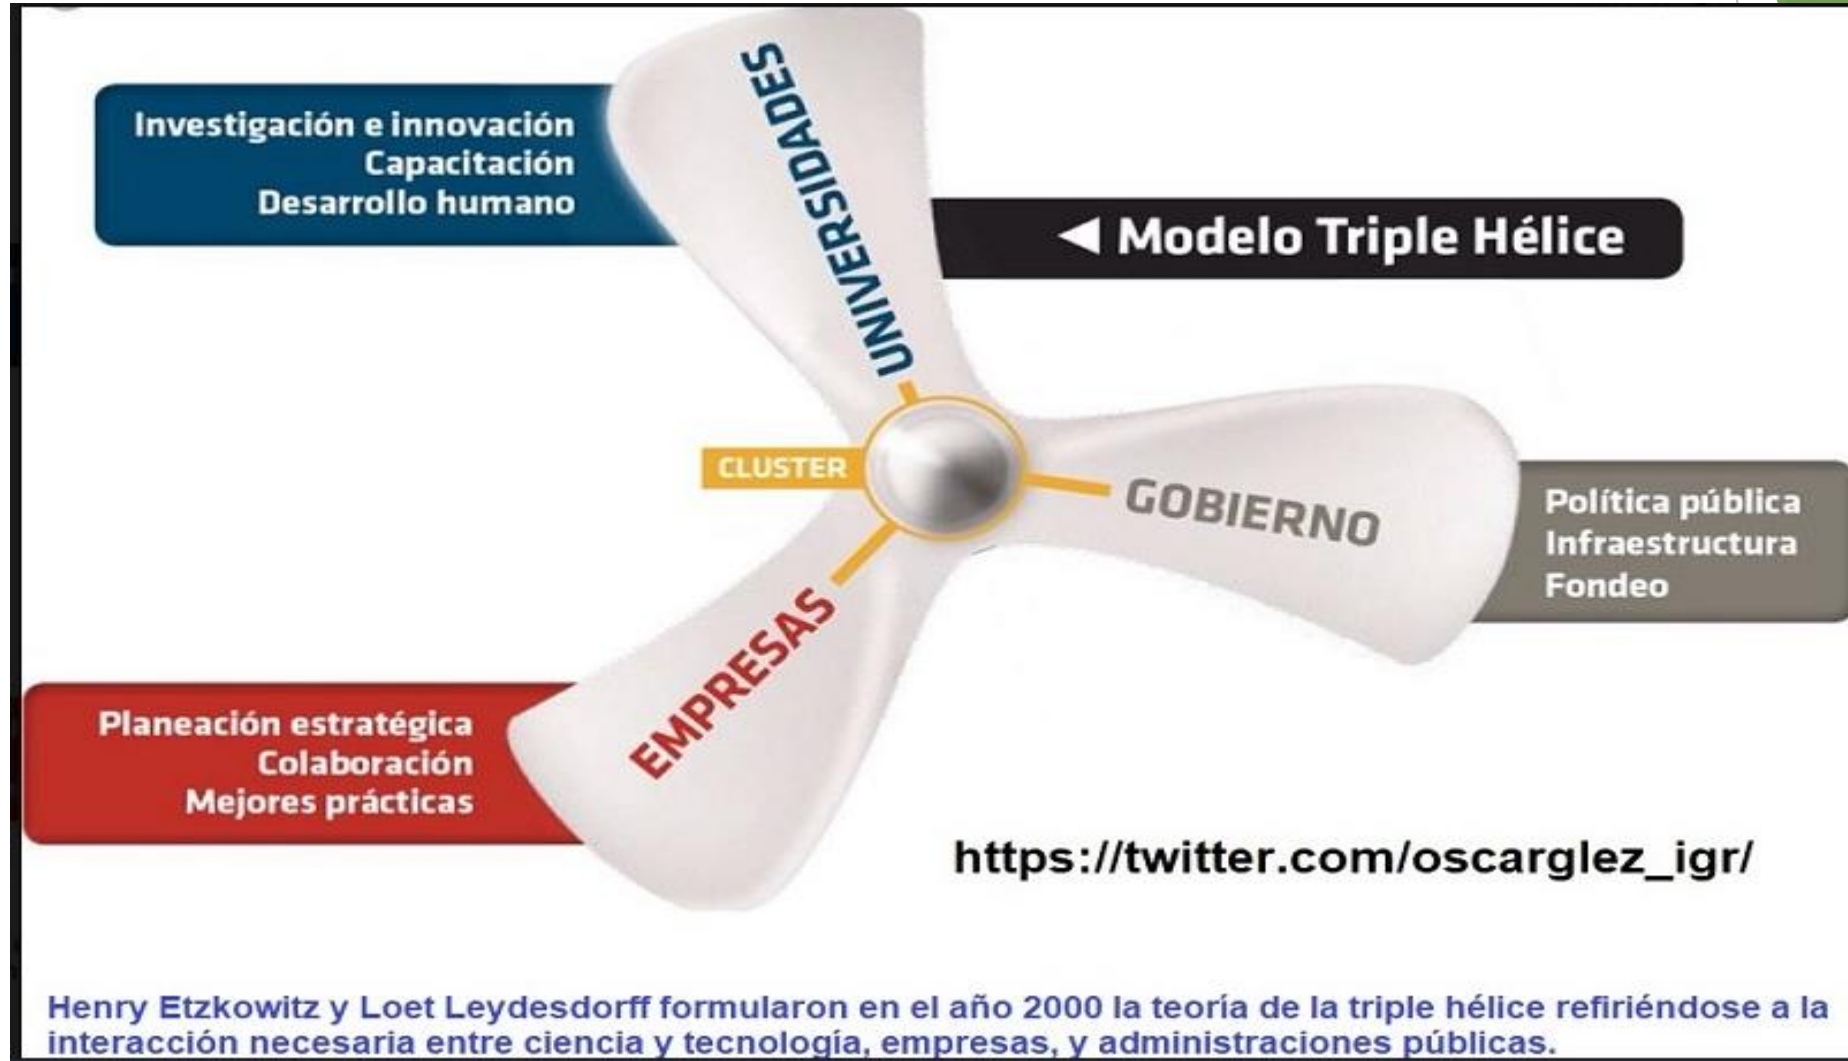 Investigación e innovación
Capacitación
Desarrollo humano
UNIVERSIDADES
◄ Modelo Triple Hélice
CLUSTER
GOBIERNO
Política pública
Infraestructura
Fondeo
EMPRESAS
Planeación estratégica
Colaboración
Mejores prácticas
https://twitter.com/oscarglez_igr/
Henry Etzkowitz y Loet Leydesdorff formularon en el año 2000 la teoría de la triple hélice refiriéndose a la
interacción necesaria entre ciencia y tecnología, empresas, y administraciones públicas.